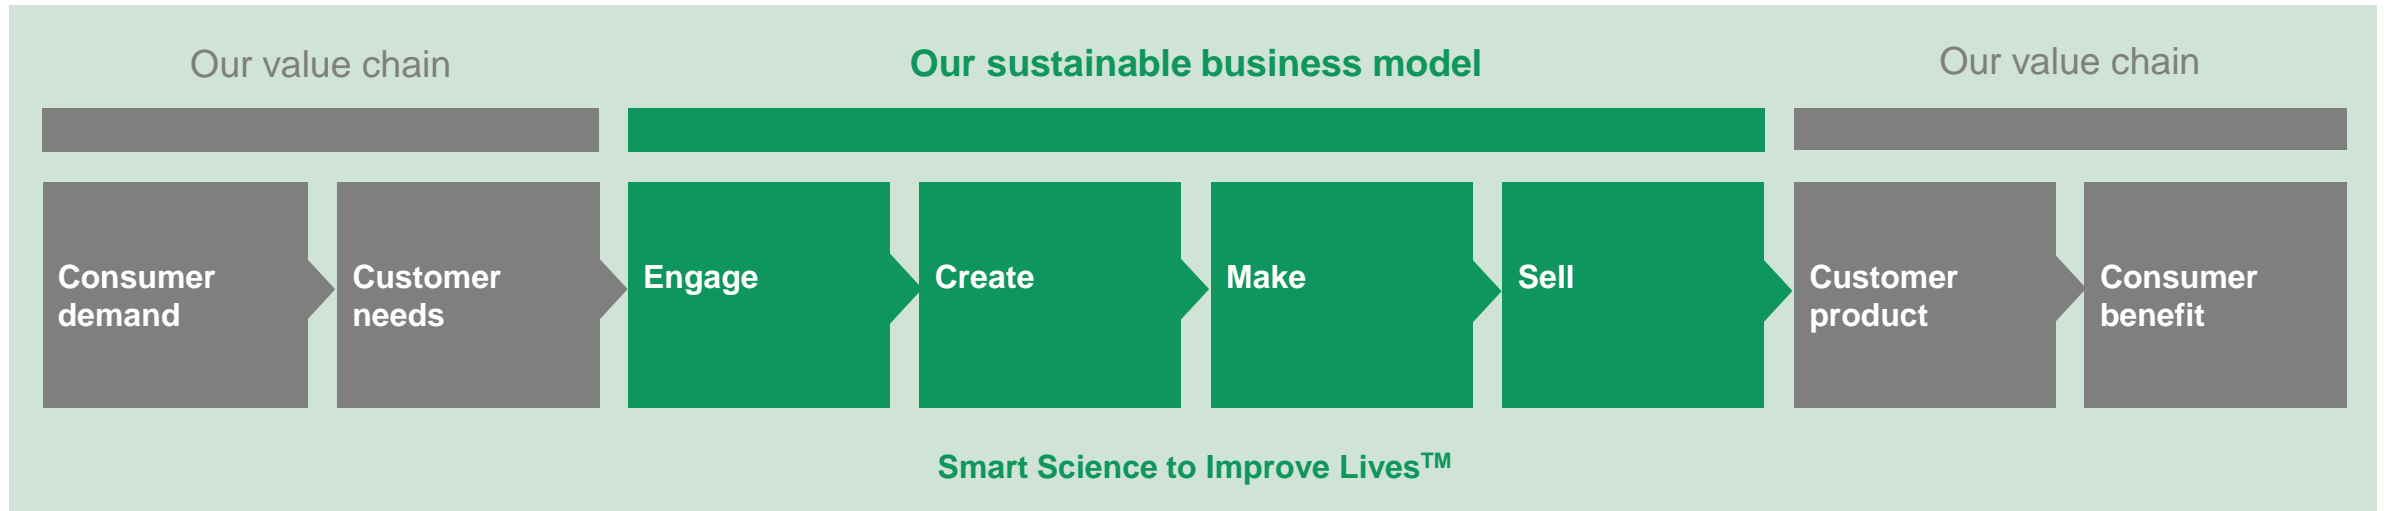 Our value chain
Our sustainable business model
Our value chain
Consumer
demand
Customer
needs
Engage
Create
Make
Sell
Customer
product
Consumer
benefit
Smart Science to Improve Lives™